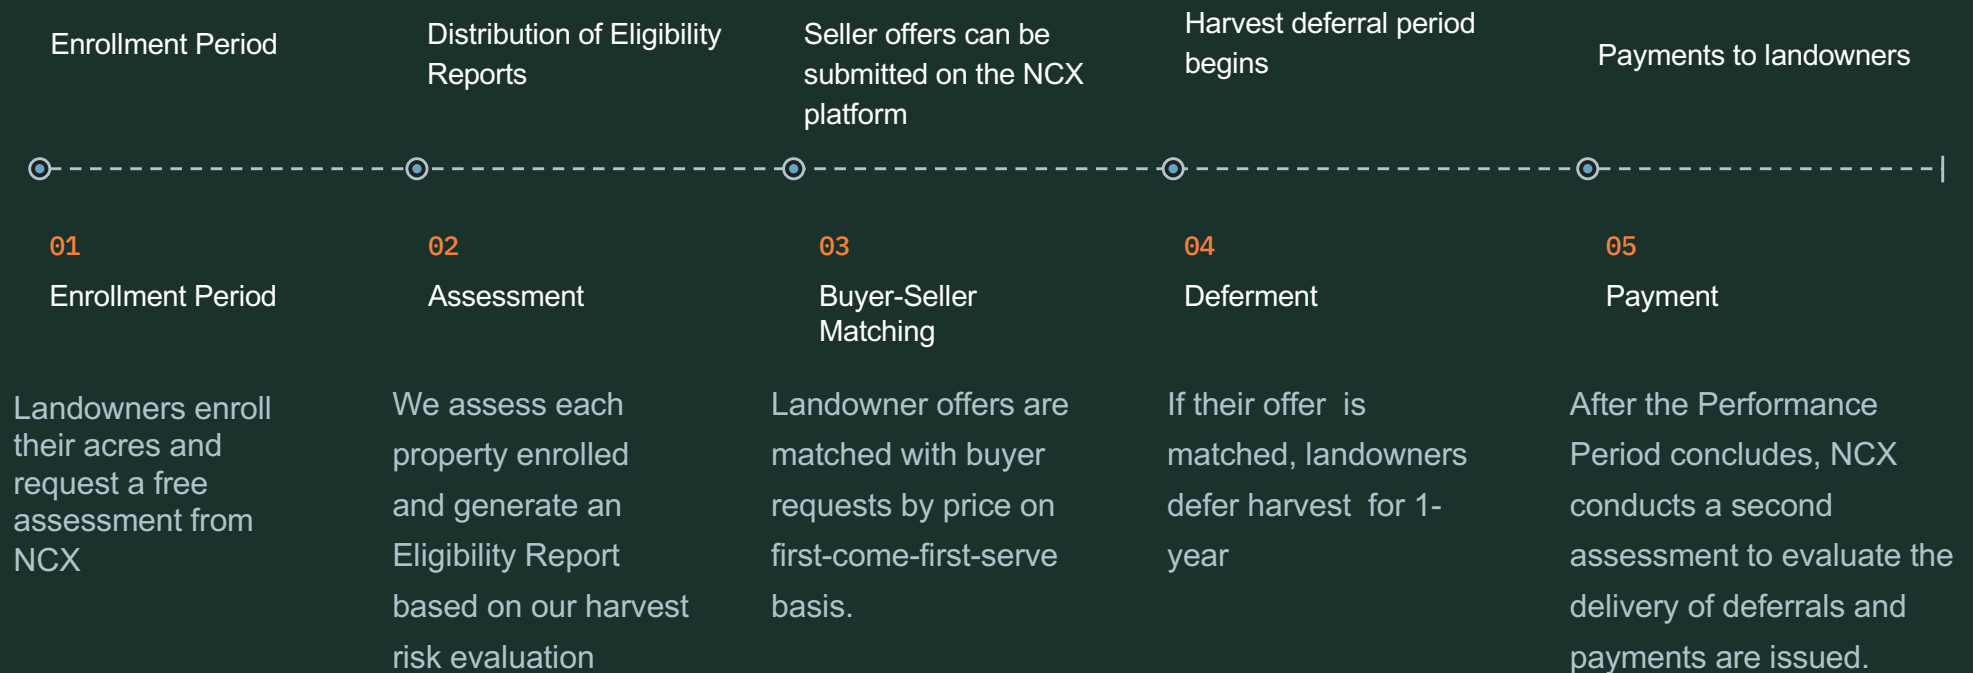 Enrollment Period
Distribution of Eligibility
Reports
Seller offers can be
submitted on the NCX
platform
Harvest deferral period
begins
Payments to landowners
01
Enrollment Period
Landowners enroll
their acres and
request a free
assessment from
NCX
02
Assessment
We assess each
property enrolled
and generate an
Eligibility Report
based on our harvest
risk evaluation
03
Buyer-Seller
Matching
Landowner offers are
matched with buyer
requests by price on
first-come-first-serve
basis.
04
Deferment
If their offer  is
matched, landowners
defer harvest  for 1-
year
05
Payment
After the Performance
Period concludes, NCX
conducts a second
assessment to evaluate the
delivery of deferrals and
payments are issued.